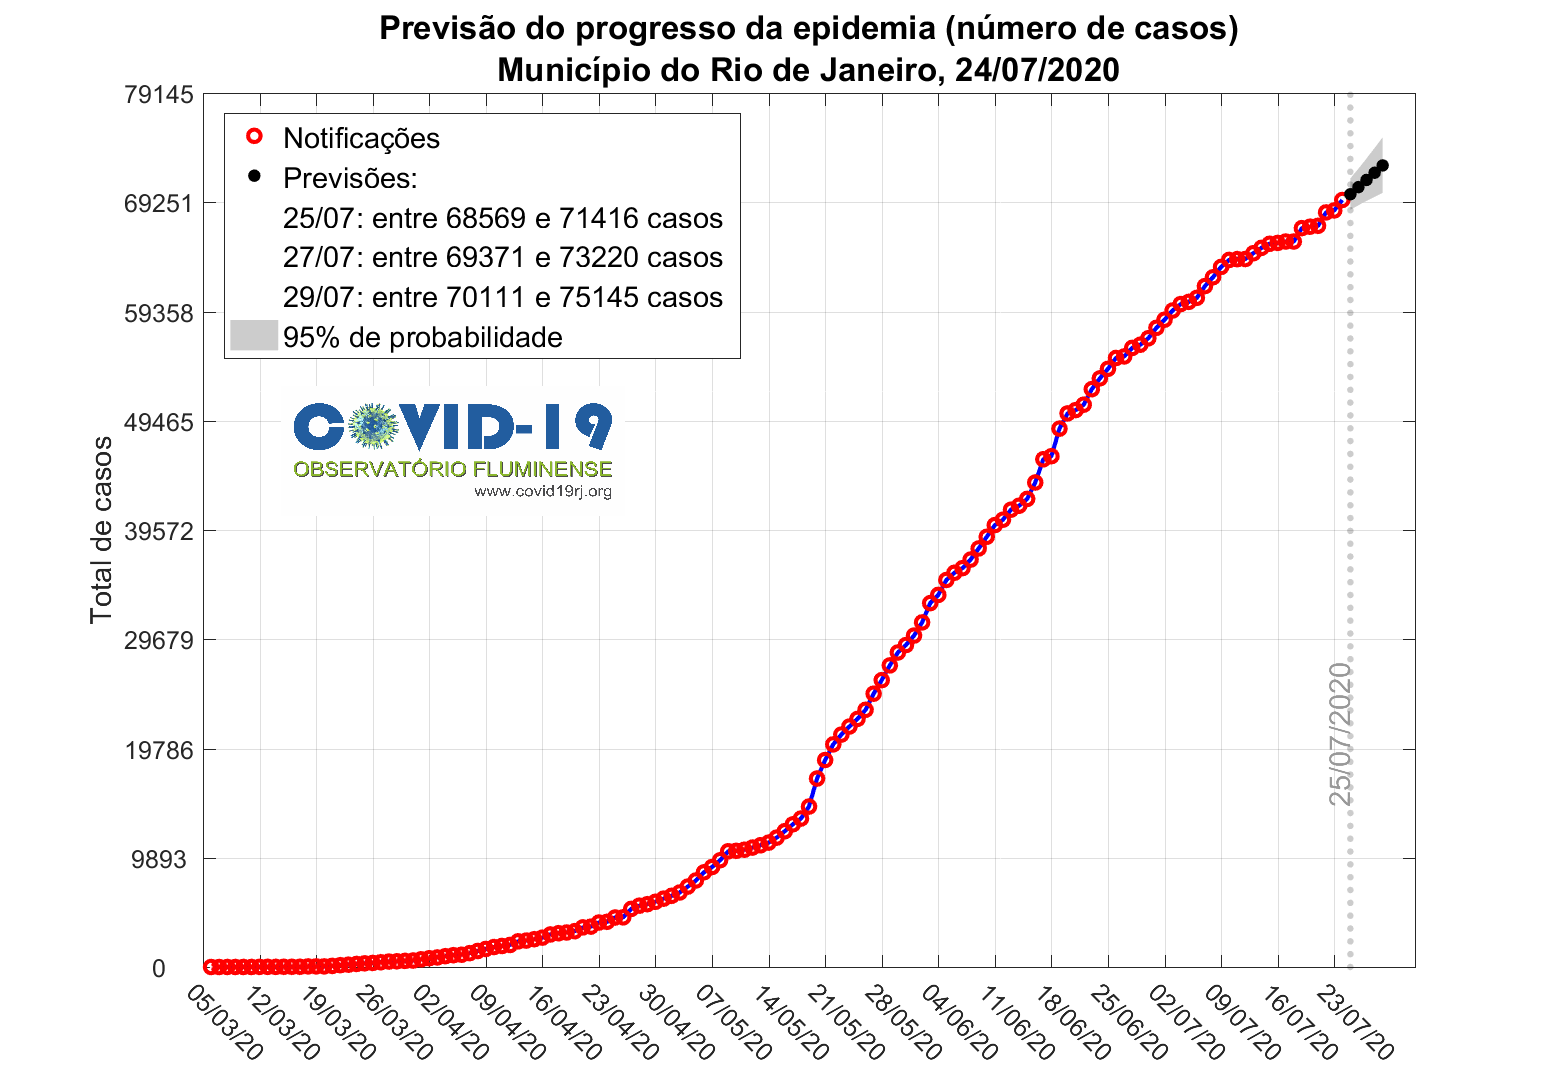 Previsão do progresso da epidemia (número de casos)
Município do Rio de Janeiro, 24/07/2020
79145
69251
59358
49465
39572
29679
19786
9893
0
Total de casos
Notificações
Previsões:
25/07: entre 68569 e 71416 casos
27/07: entre 69371 e 73220 casos
29/07: entre 70111 e 75145 casos
95% de probabilidade
COVID-19
OBSERVATÓRIO FLUMINENSE
www.covid19rj.org
25/07/2020
05/03/20
12/03/20
19/03/20
26/03/20
02/04/20
09/04/20
16/04/20
23/04/20
30/04/20
07/05/20
14/05/20
21/05/20
28/05/20
04/06/20
11/06/20
18/06/20
25/06/20
02/07/20
09/07/20
16/07/20
23/07/20